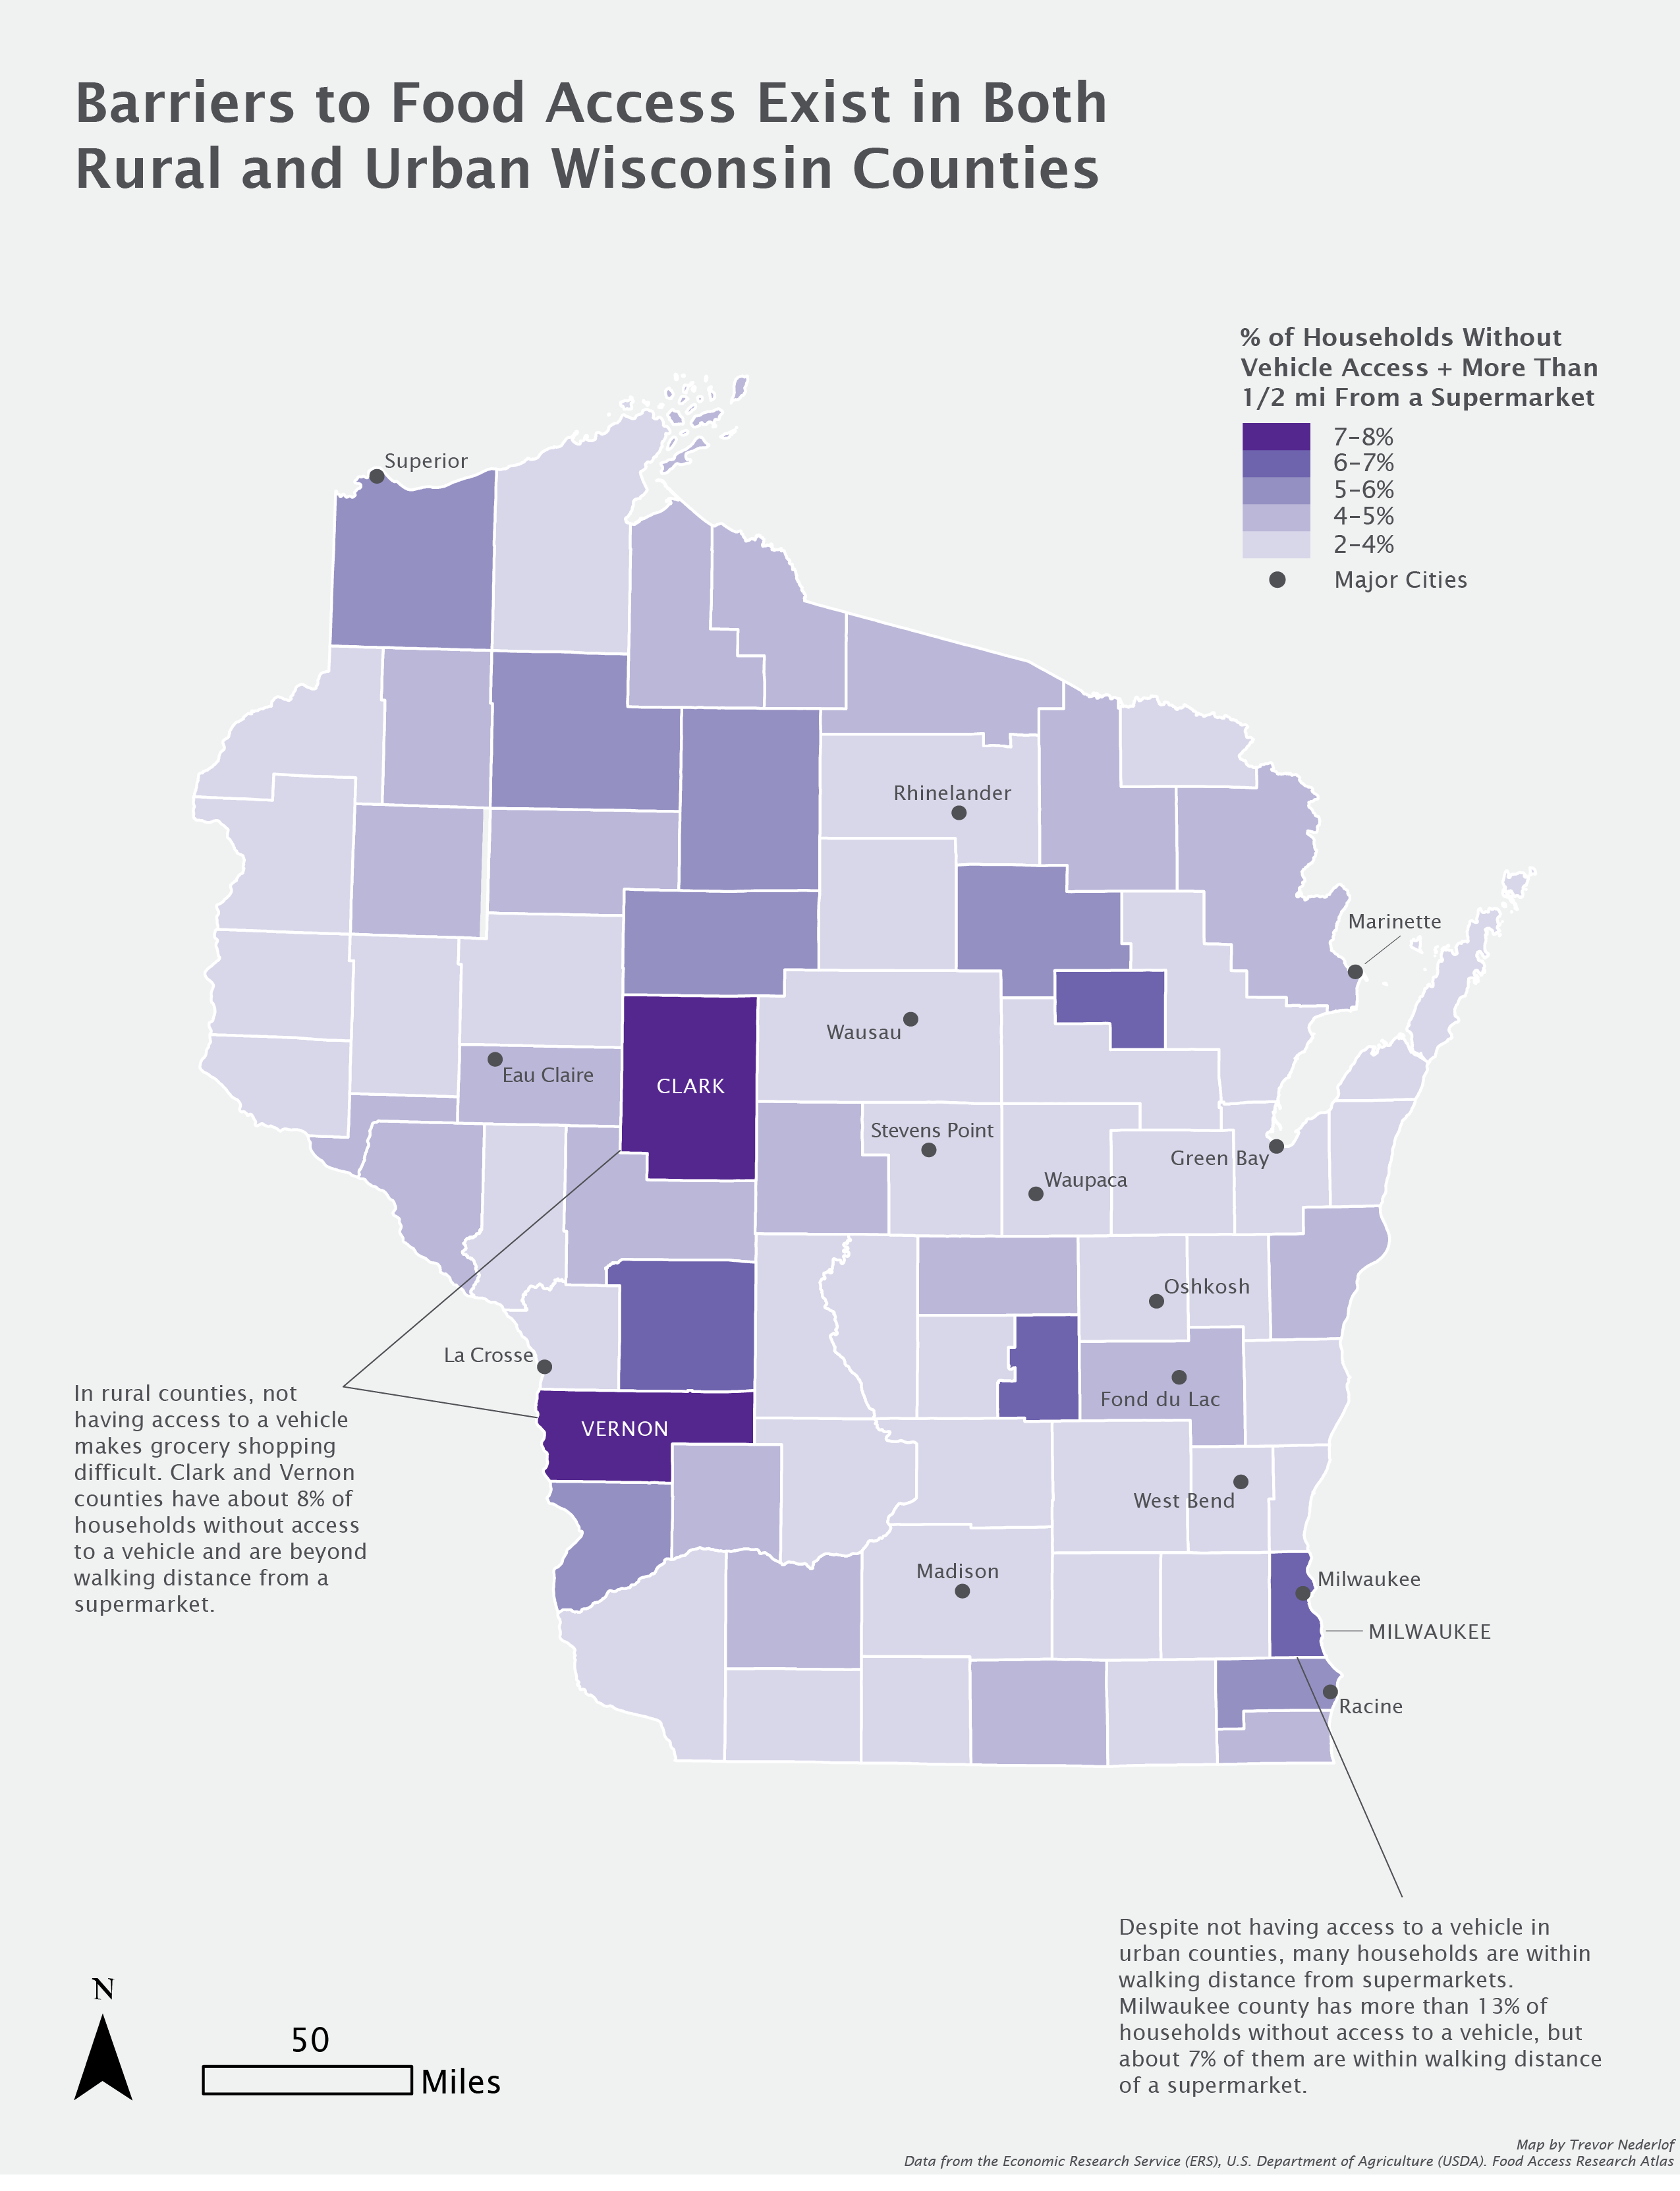 Barriers to Food Access Exist in Both
Rural and Urban Wisconsin Counties
% of Households Without
Vehicle Access + More Than
1/2 mi From a Supermarket
7–8%
6–7%
5–6%
4–5%
2–4%
Major Cities
Superior
Rhinelander
Marinette
Wausau
Eau Claire
CLARK
Stevens Point
Green Bay
Waupaca
Oshkosh
La Crosse
Fond du Lac
VERNON
West Bend
Madison
Milwaukee
MILWAUKEE
Racine
In rural counties, not
having access to a vehicle
makes grocery shopping
difficult. Clark and Vernon
counties have about 8% of
households without access
to a vehicle and are beyond
walking distance from a
supermarket.
Despite not having access to a vehicle in
urban counties, many households are within
walking distance from supermarkets.
Milwaukee county has more than 13% of
households without access to a vehicle, but
about 7% of them are within walking distance
of a supermarket.
N
50
Miles
Map by Trevor Nederlof
Data from the Economic Research Service (ERS), U.S. Department of Agriculture (USDA). Food Access Research Atlas